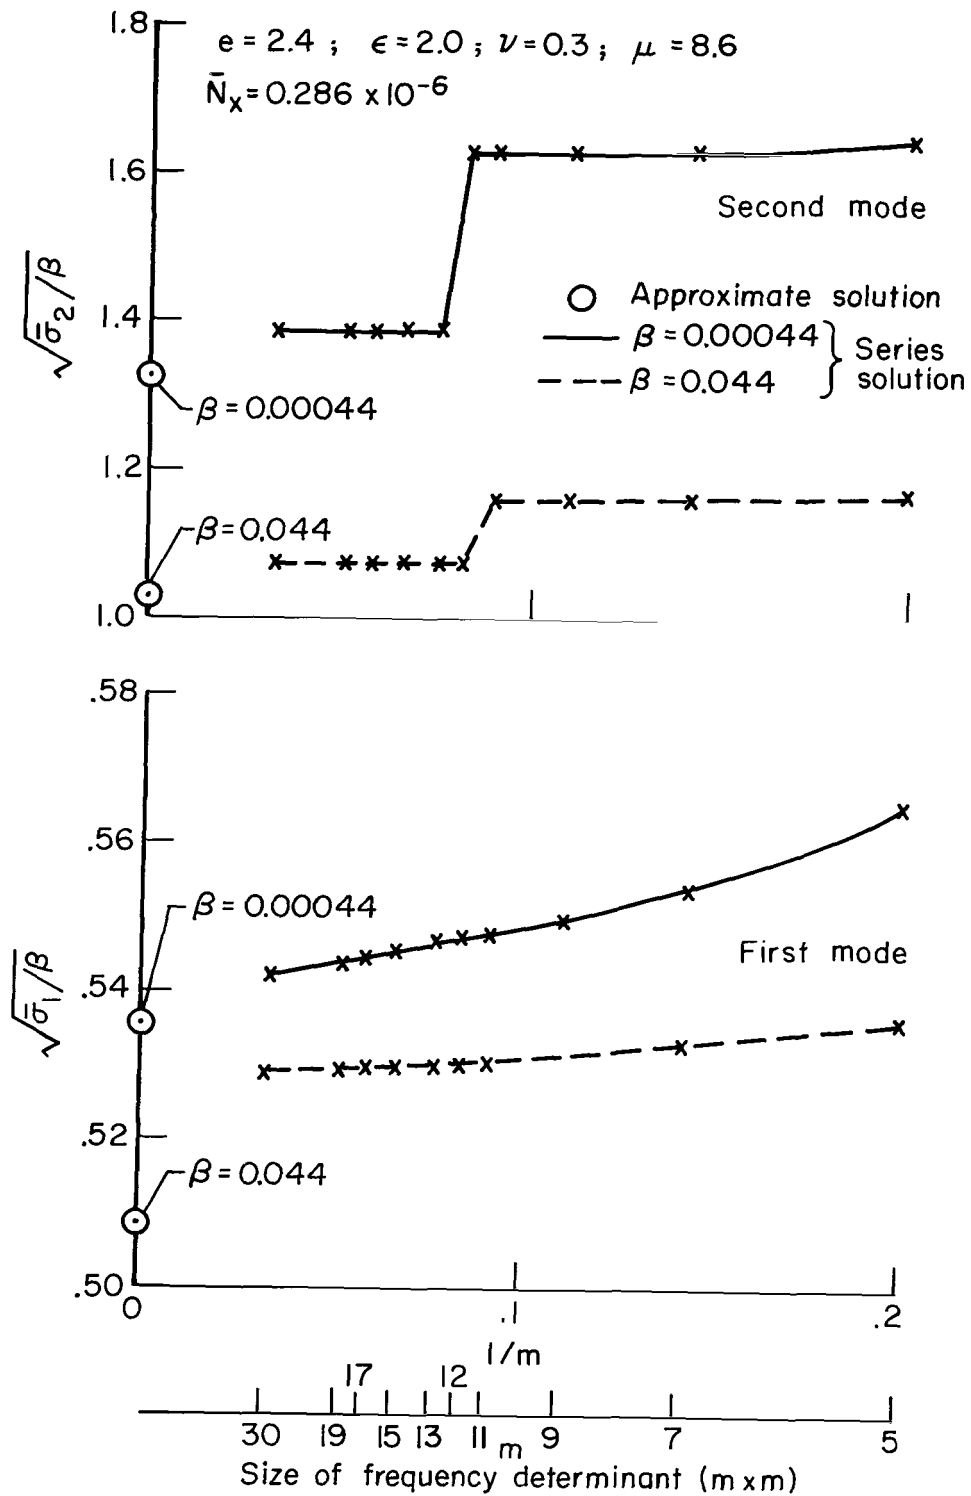 1.8
e = 2.4 ; ϵ = 2.0 ; ν = 0.3 ; μ = 8.6
N̄x = 0.286 x 10⁻⁶
1.6
Second mode
√σ̄2/β
1.4
Approximate solution
β = 0.00044
β = 0.044
Series solution
β = 0.00044
1.2
β = 0.044
1.0
.58
.56
β = 0.00044
First mode
√σ̄1/β
.54
.52
β = 0.044
.50
0 .1 .2
1/m
17 12
30 19 15 13 11 m 9 7 5
Size of frequency determinant (m x m)